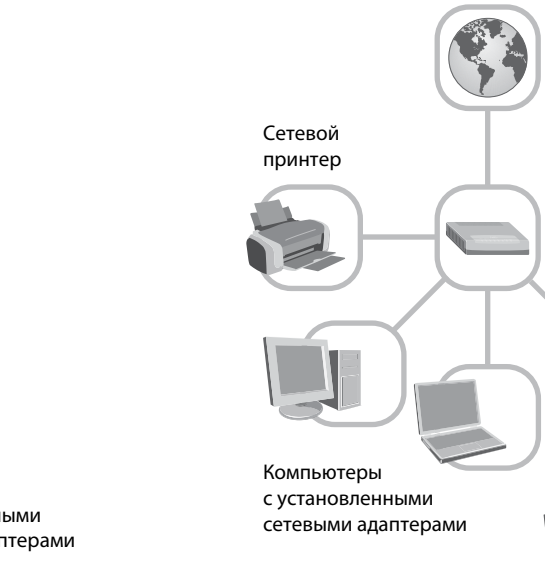 Сетевой
принтер
Компьютеры
с установленными
сетевыми адаптерами